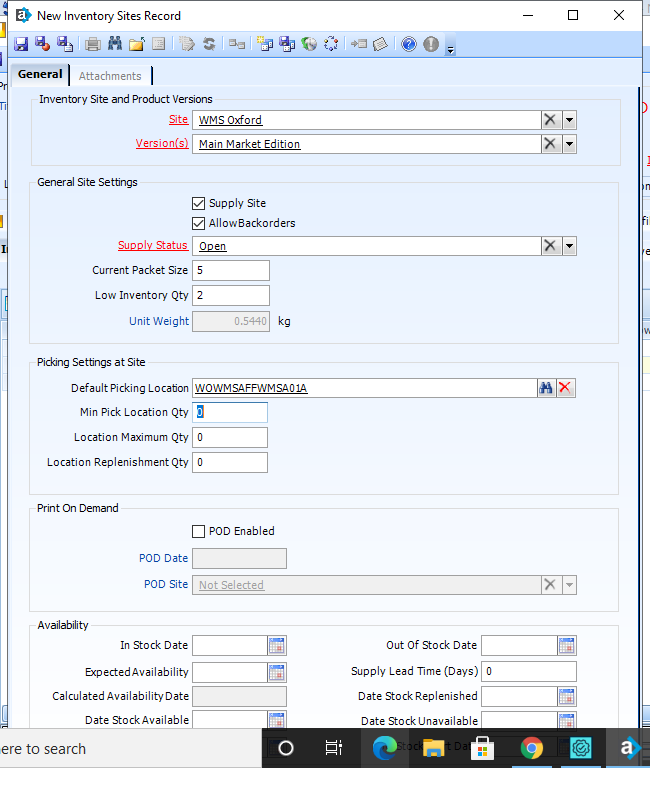 New Inventory Sites Record
General Attachments
Inventory Site and Product Versions
Site WMS Oxford
Version(s) Main Market Edition
General Site Settings
Supply Site
Allow Backorders
Supply Status Open
Current Packet Size 5
Low Inventory Qty 2
Unit Weight 0.5440 kg
Picking Settings at Site
Default Picking Location WOWMSAFFWMSA01A
Min Pick Location Qty 0
Location Maximum Qty 0
Location Replenishment Qty 0
Print On Demand
POD Enabled
POD Date
POD Site Not Selected
Availability
In Stock Date Out Of Stock Date
Expected Availability Supply Lead Time (Days) 0
Calculated Availability Date Date Stock Replenished
Date Stock Available Date Stock Unavailable
ere to search